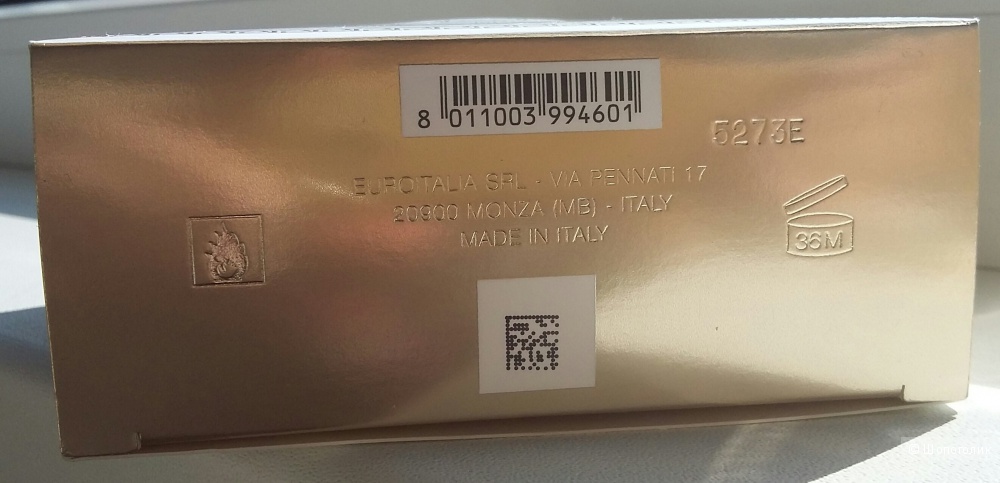 8 011003 994601
5273E
EUROITALIA SRL - VIA PENNATI 17
20900 MONZA (MB) - ITALY
MADE IN ITALY
36M